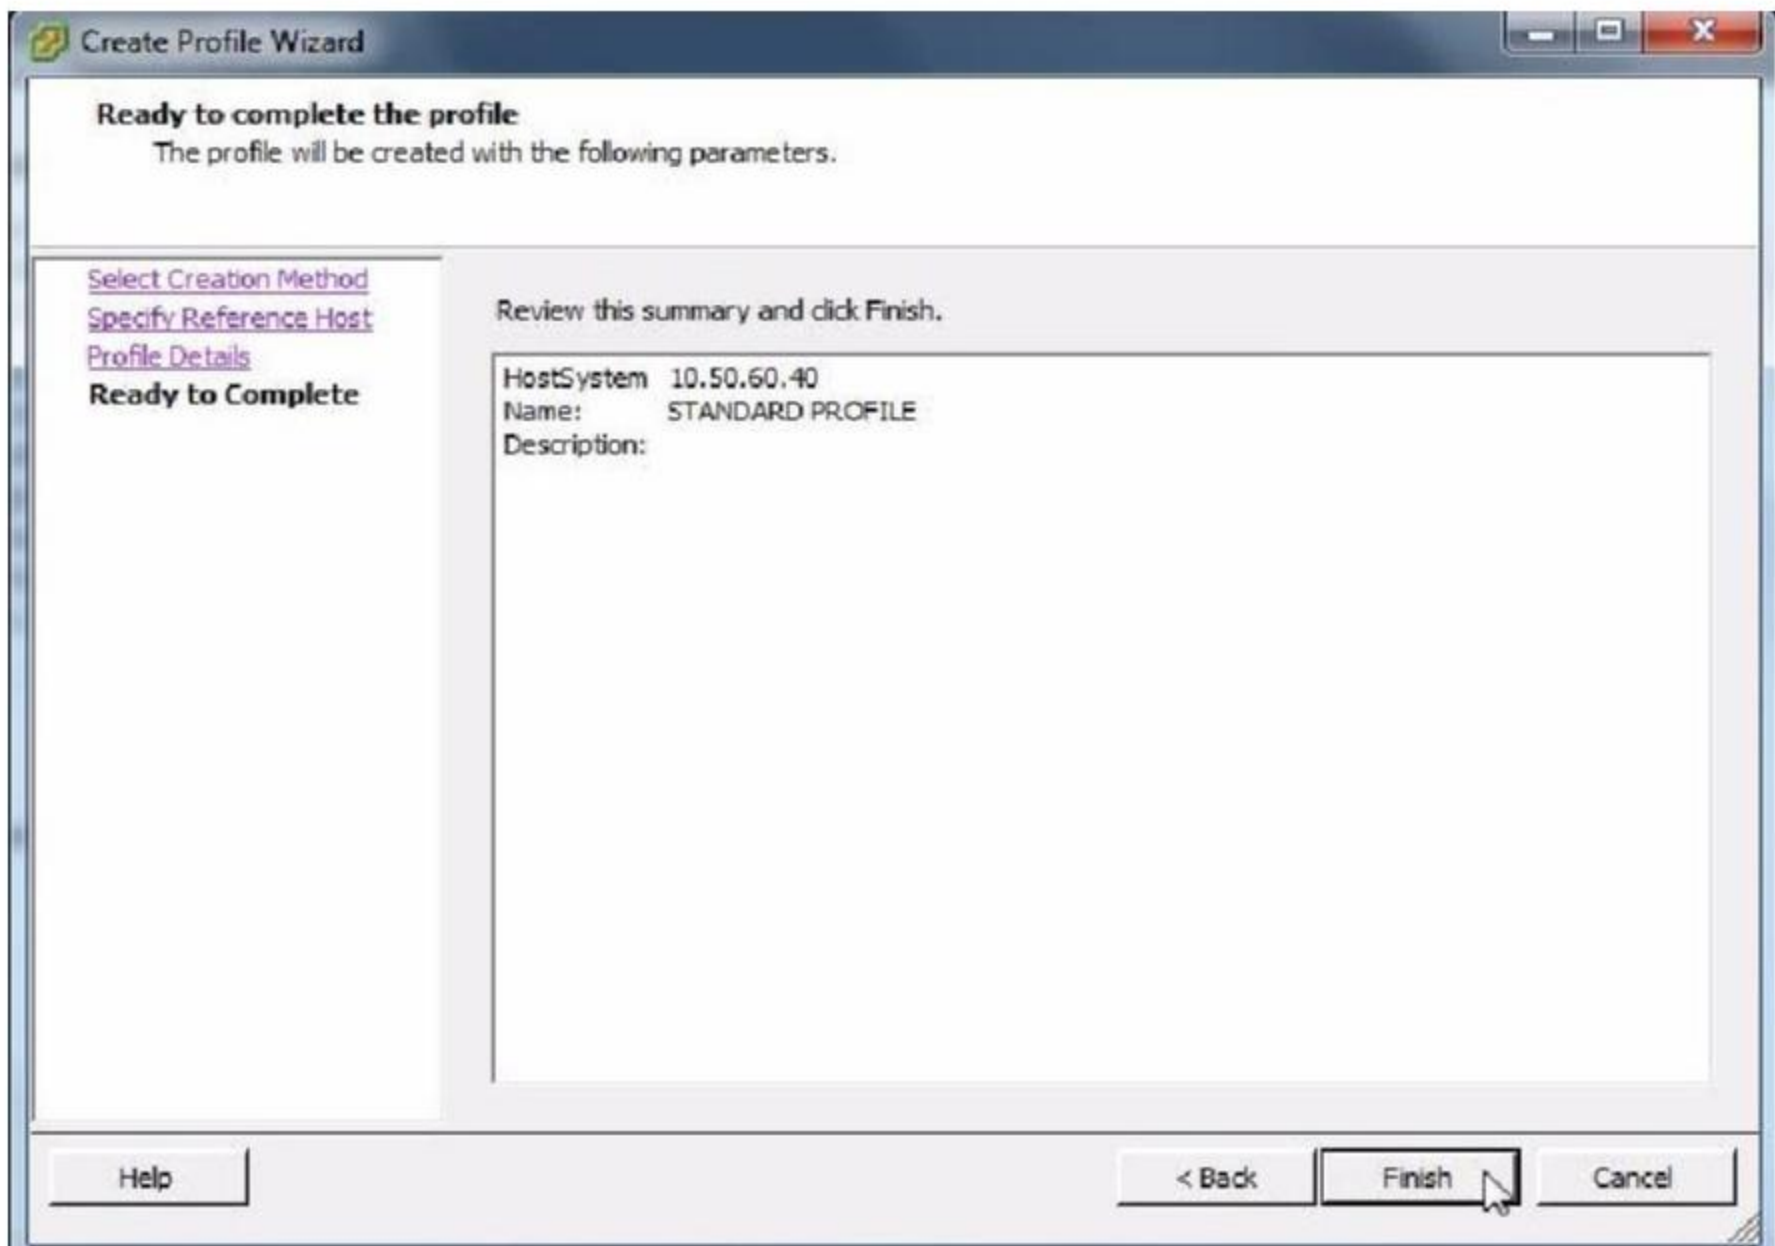 Create Profile Wizard
Ready to complete the profile
The profile will be created with the following parameters.
Select Creation Method
Specify Reference Host
Profile Details
Ready to Complete
Review this summary and click Finish.
HostSystem 10.50.60.40
Name: STANDARD PROFILE
Description:
Help
< Back
Finish
Cancel